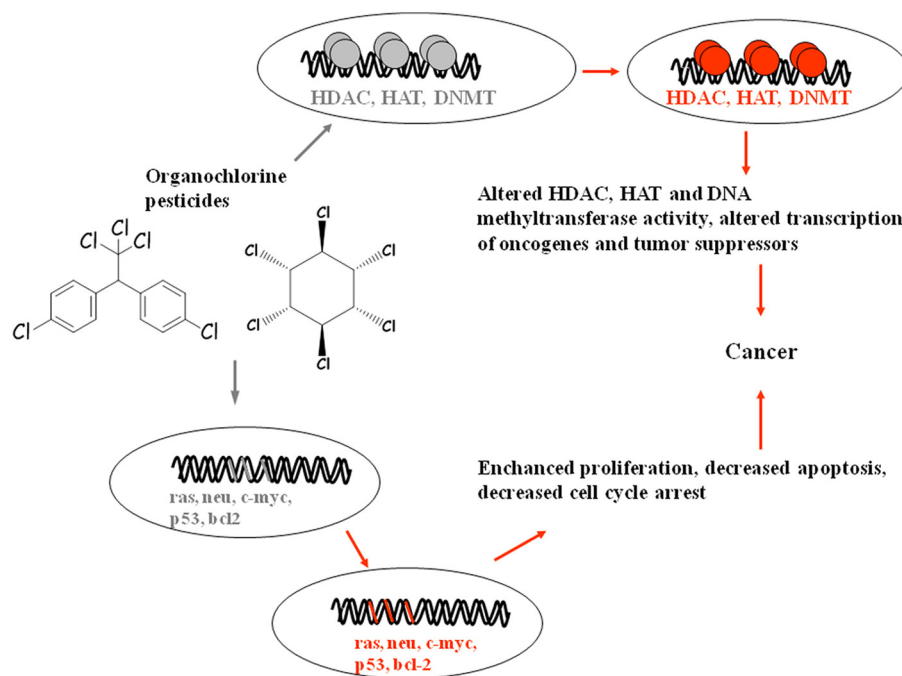 HDAC, HAT, DNMT
HDAC, HAT, DNMT
Organochlorine
pesticides
Altered HDAC, HAT and DNA
methyltransferase activity, altered transcription
of oncogenes and tumor suppressors
Cl
Cl
Cl
Cl
Cl
Cl
Cl
Cl
Cl
Cl
Cl
Cancer
ras, neu, c-myc,
p53, bcl2
Enchanced proliferation, decreased apoptosis,
decreased cell cycle arrest
ras, neu, c-myc,
p53, bcl-2